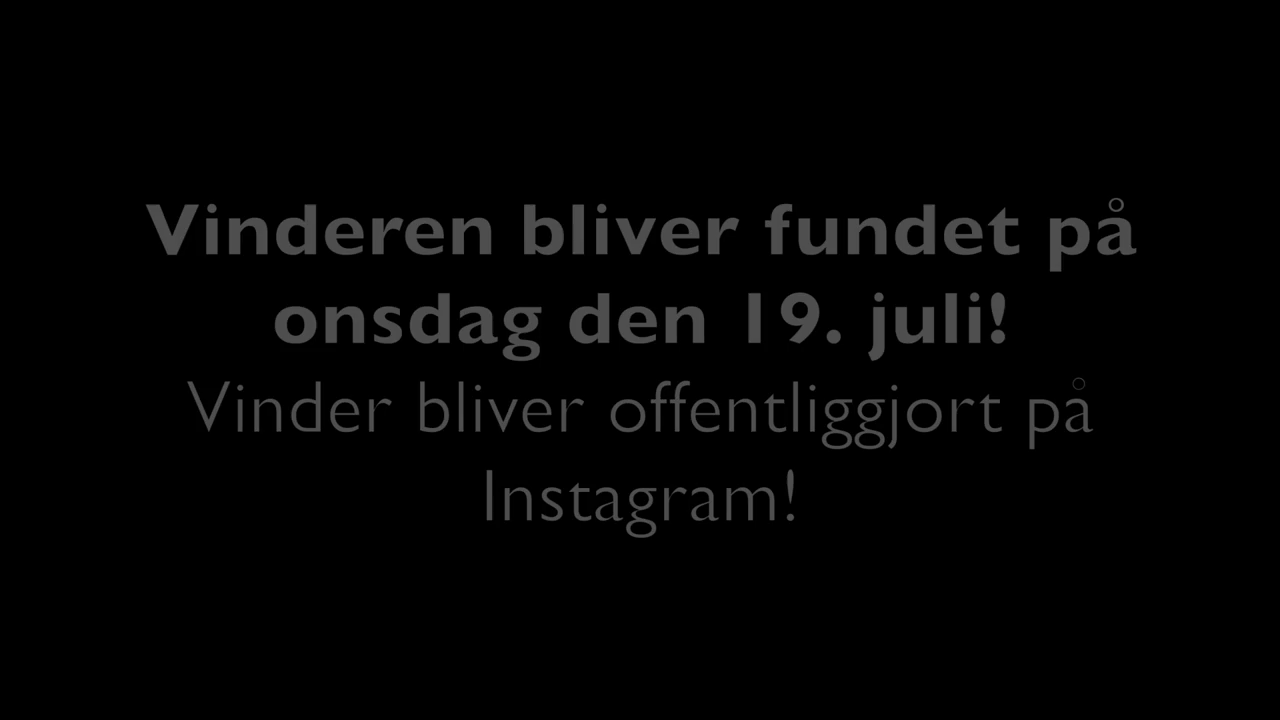 Vinderen bliver fundet på
onsdag den 19. juli!
Vinder bliver offentliggjort på
Instagram!